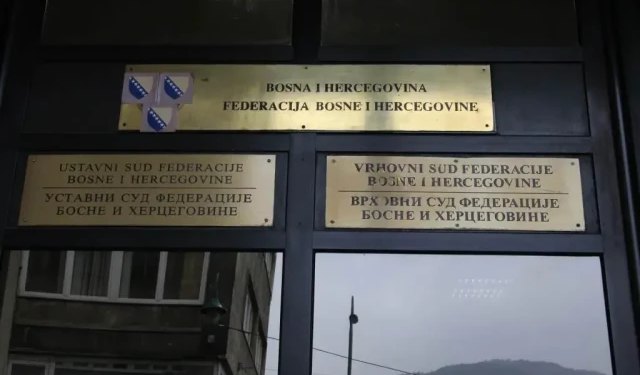 BOSNA I HERCEGOVINA
FEDERACIJA BOSNE I HERCEGOVINE
USTAVNI SUD FEDERACIJE
BOSNE I HERCEGOVINE
УСТАВНИ СУД ФЕДЕРАЦИЈЕ
БОСНЕ И ХЕРЦЕГОВИНЕ
VRHOVNI SUD FEDERACIJE
BOSNE I HERCEGOVINE
ВРХОВНИ СУД ФЕДЕРАЦИЈЕ
БОСНЕ И ХЕРЦЕГОВИНЕ